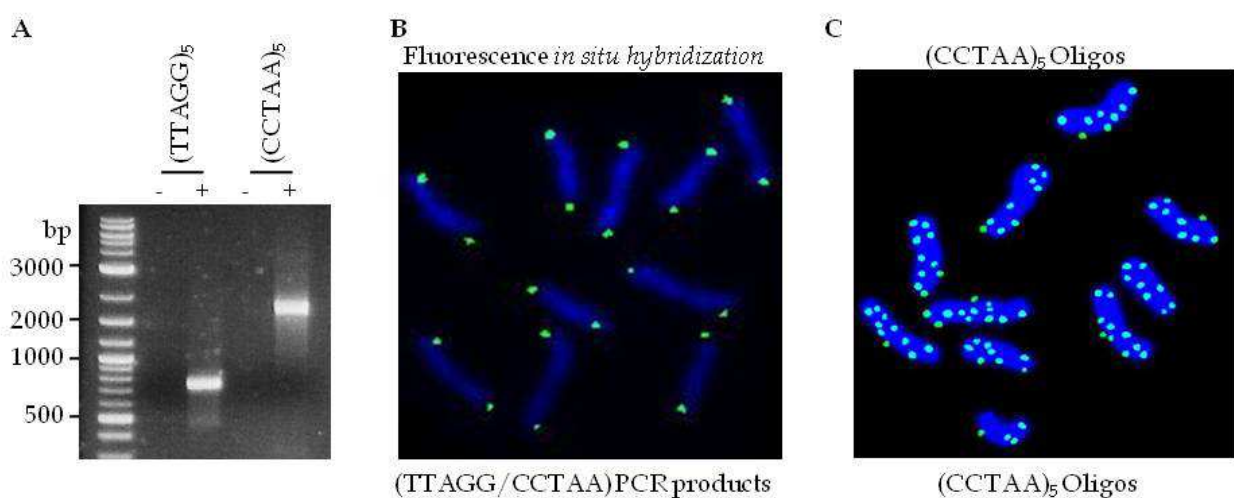 A
(TTAGG)5
(CCTAA)5
- + - +
bp
3000
2000
1000
500
B
Fluorescence in situ hybridization
(TTAGG/CCTAA) PCR products
C
(CCTAA)5 Oligos
(CCTAA)5 Oligos